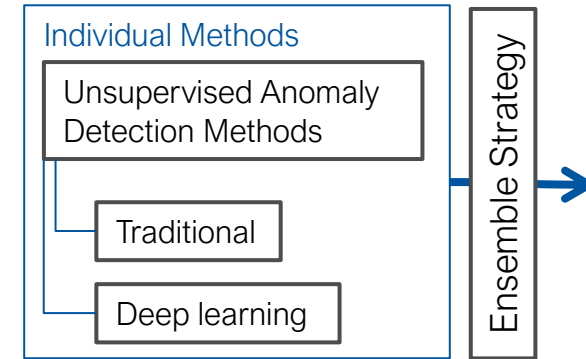 Individual Methods
Unsupervised Anomaly
Detection Methods
Traditional
Deep learning
Ensemble Strategy